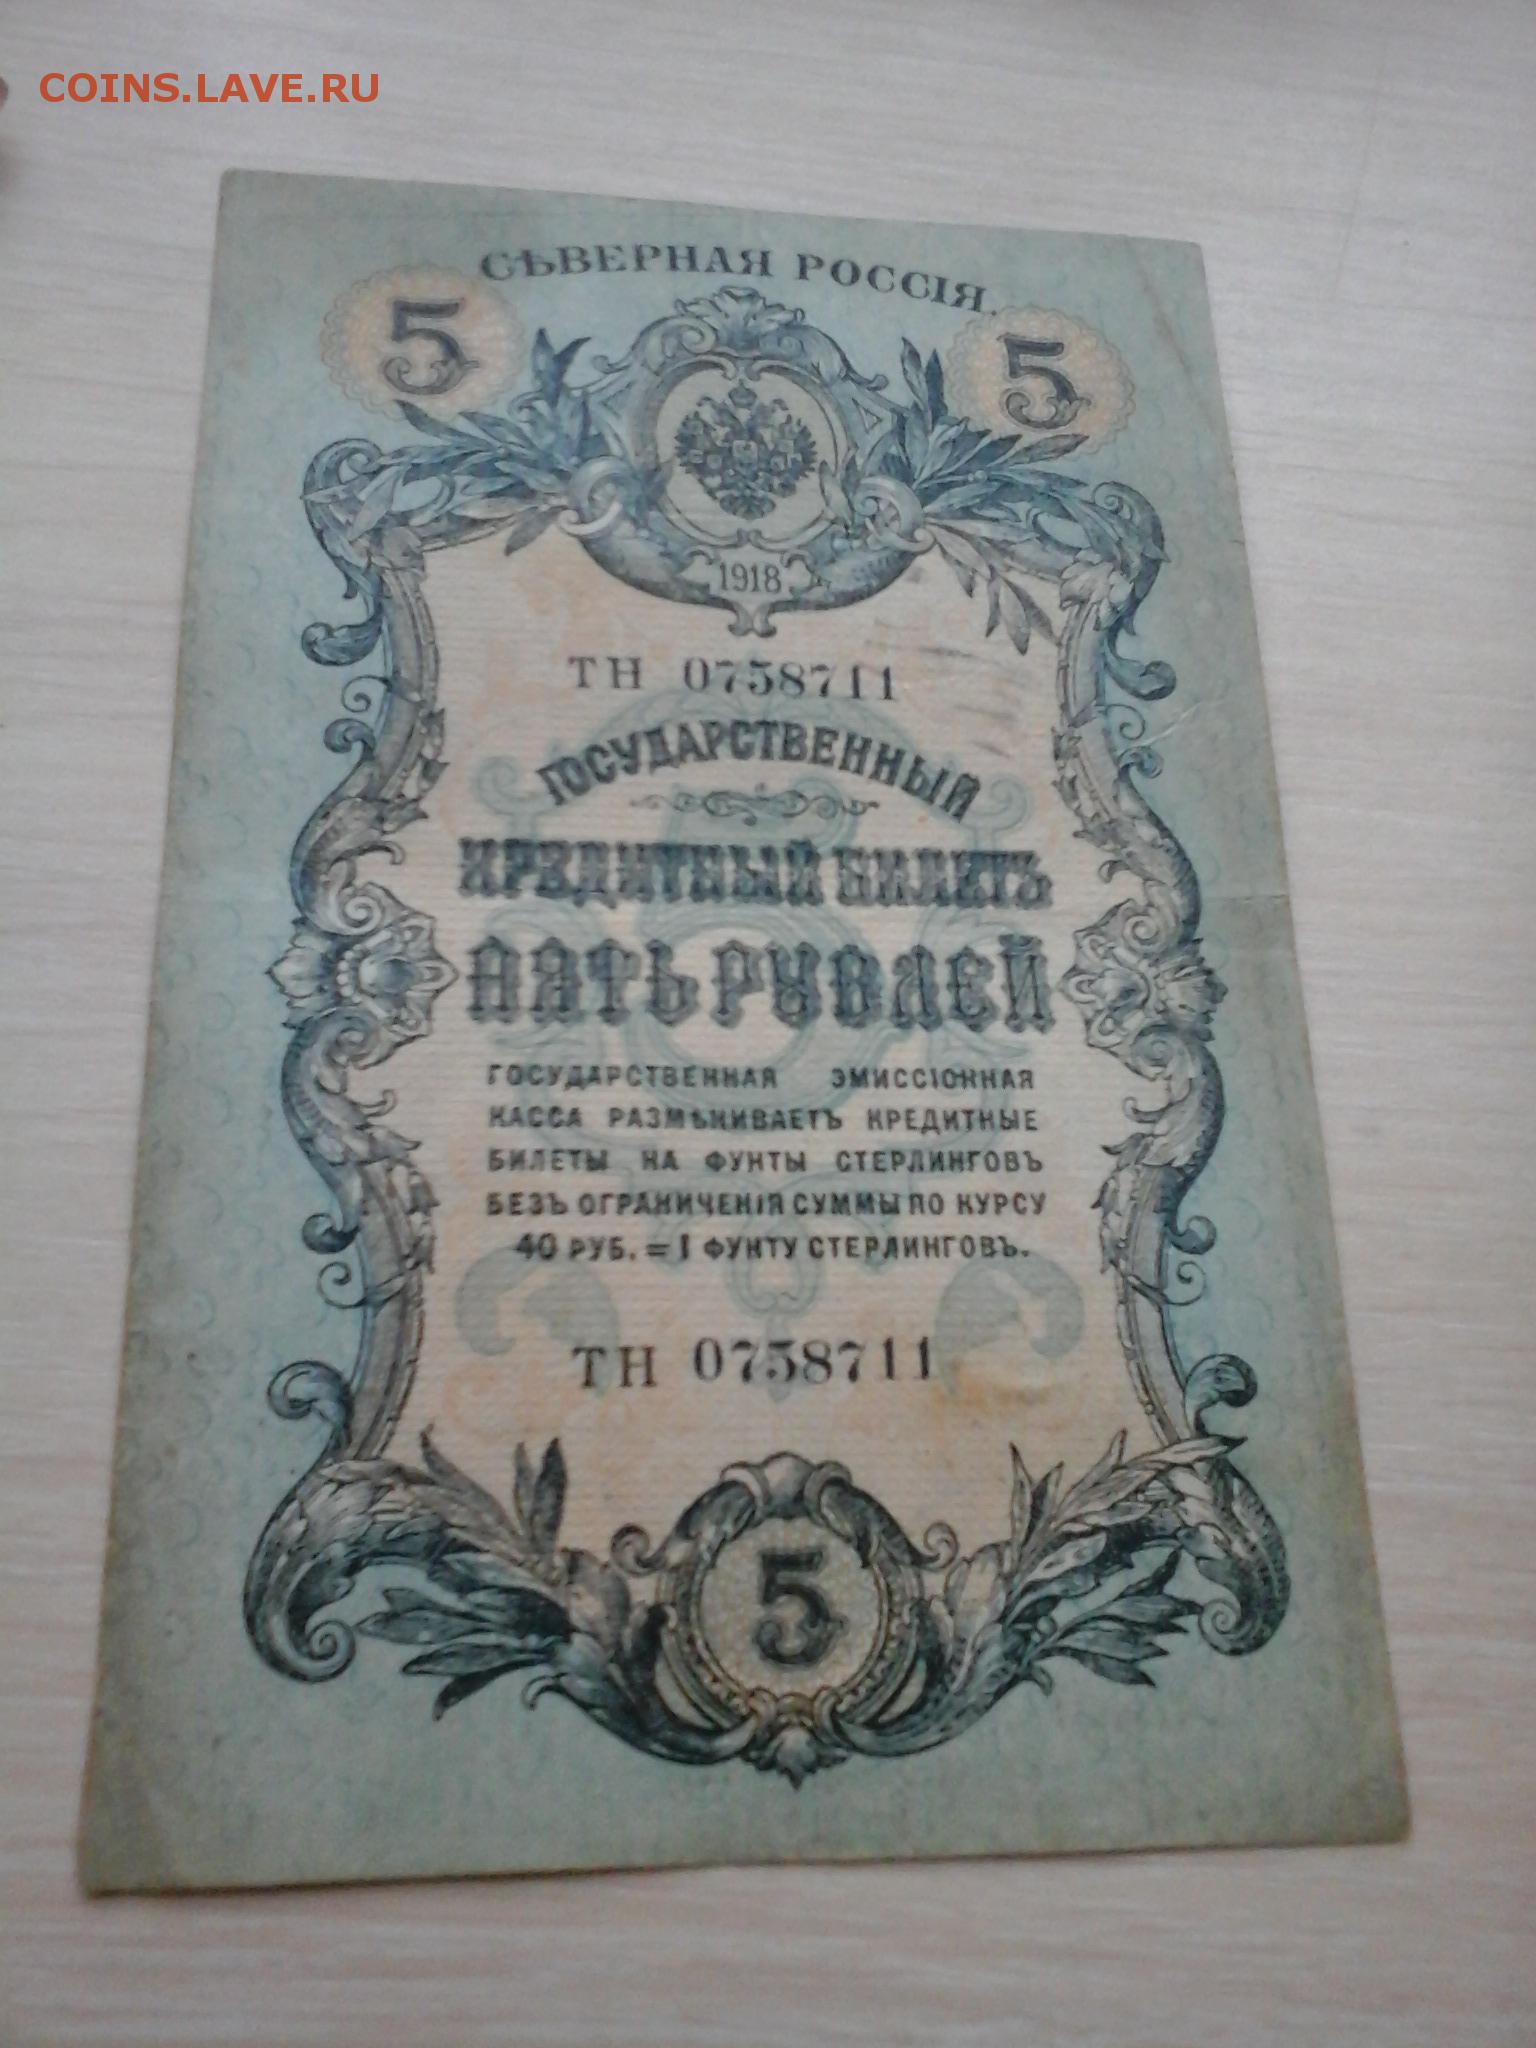 COINS.LAVE.RU
СѢВЕРНАЯ РОССІЯ.
5
5
1918
ТН 0758711
ГОСУДАРСТВЕННЫЙ
КРЕДИТНЫЙ БИЛЕТЪ
ПЯТЬ РУБЛЕЙ
ГОСУДАРСТВЕННАЯ ЭМИССІОННАЯ
КАССА РАЗМѢНИВАЕТЪ КРЕДИТНЫЕ
БИЛЕТЫ НА ФУНТЫ СТЕРЛИНГОВЪ
БЕЗЪ ОГРАНИЧЕНІЯ СУММЫ ПО КУРСУ
40 РУБ. = 1 ФУНТУ СТЕРЛИНГОВЪ.
ТН 0758711
5